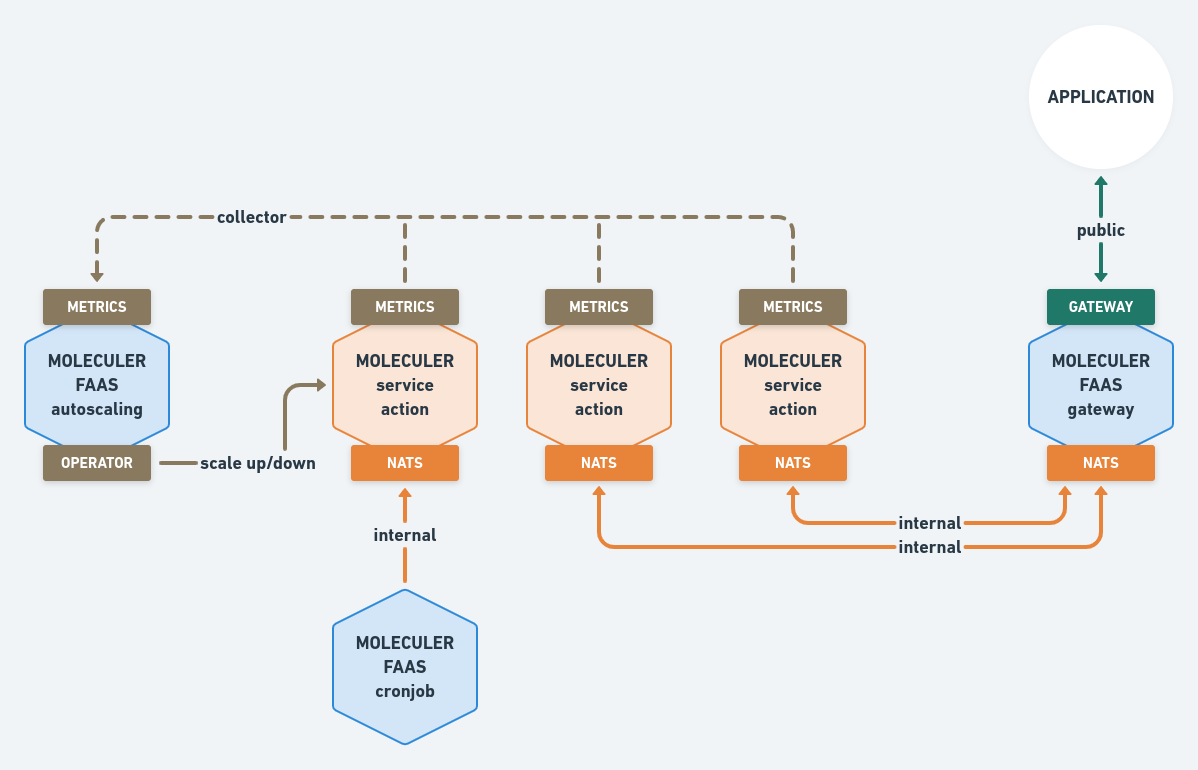 APPLICATION
collector
public
METRICS
METRICS
METRICS
METRICS
GATEWAY
MOLECULER
FAAS
autoscaling
MOLECULER
service
action
MOLECULER
service
action
MOLECULER
service
action
MOLECULER
FAAS
gateway
OPERATOR
scale up/down
NATS
NATS
NATS
NATS
internal
internal
internal
MOLECULER
FAAS
cronjob